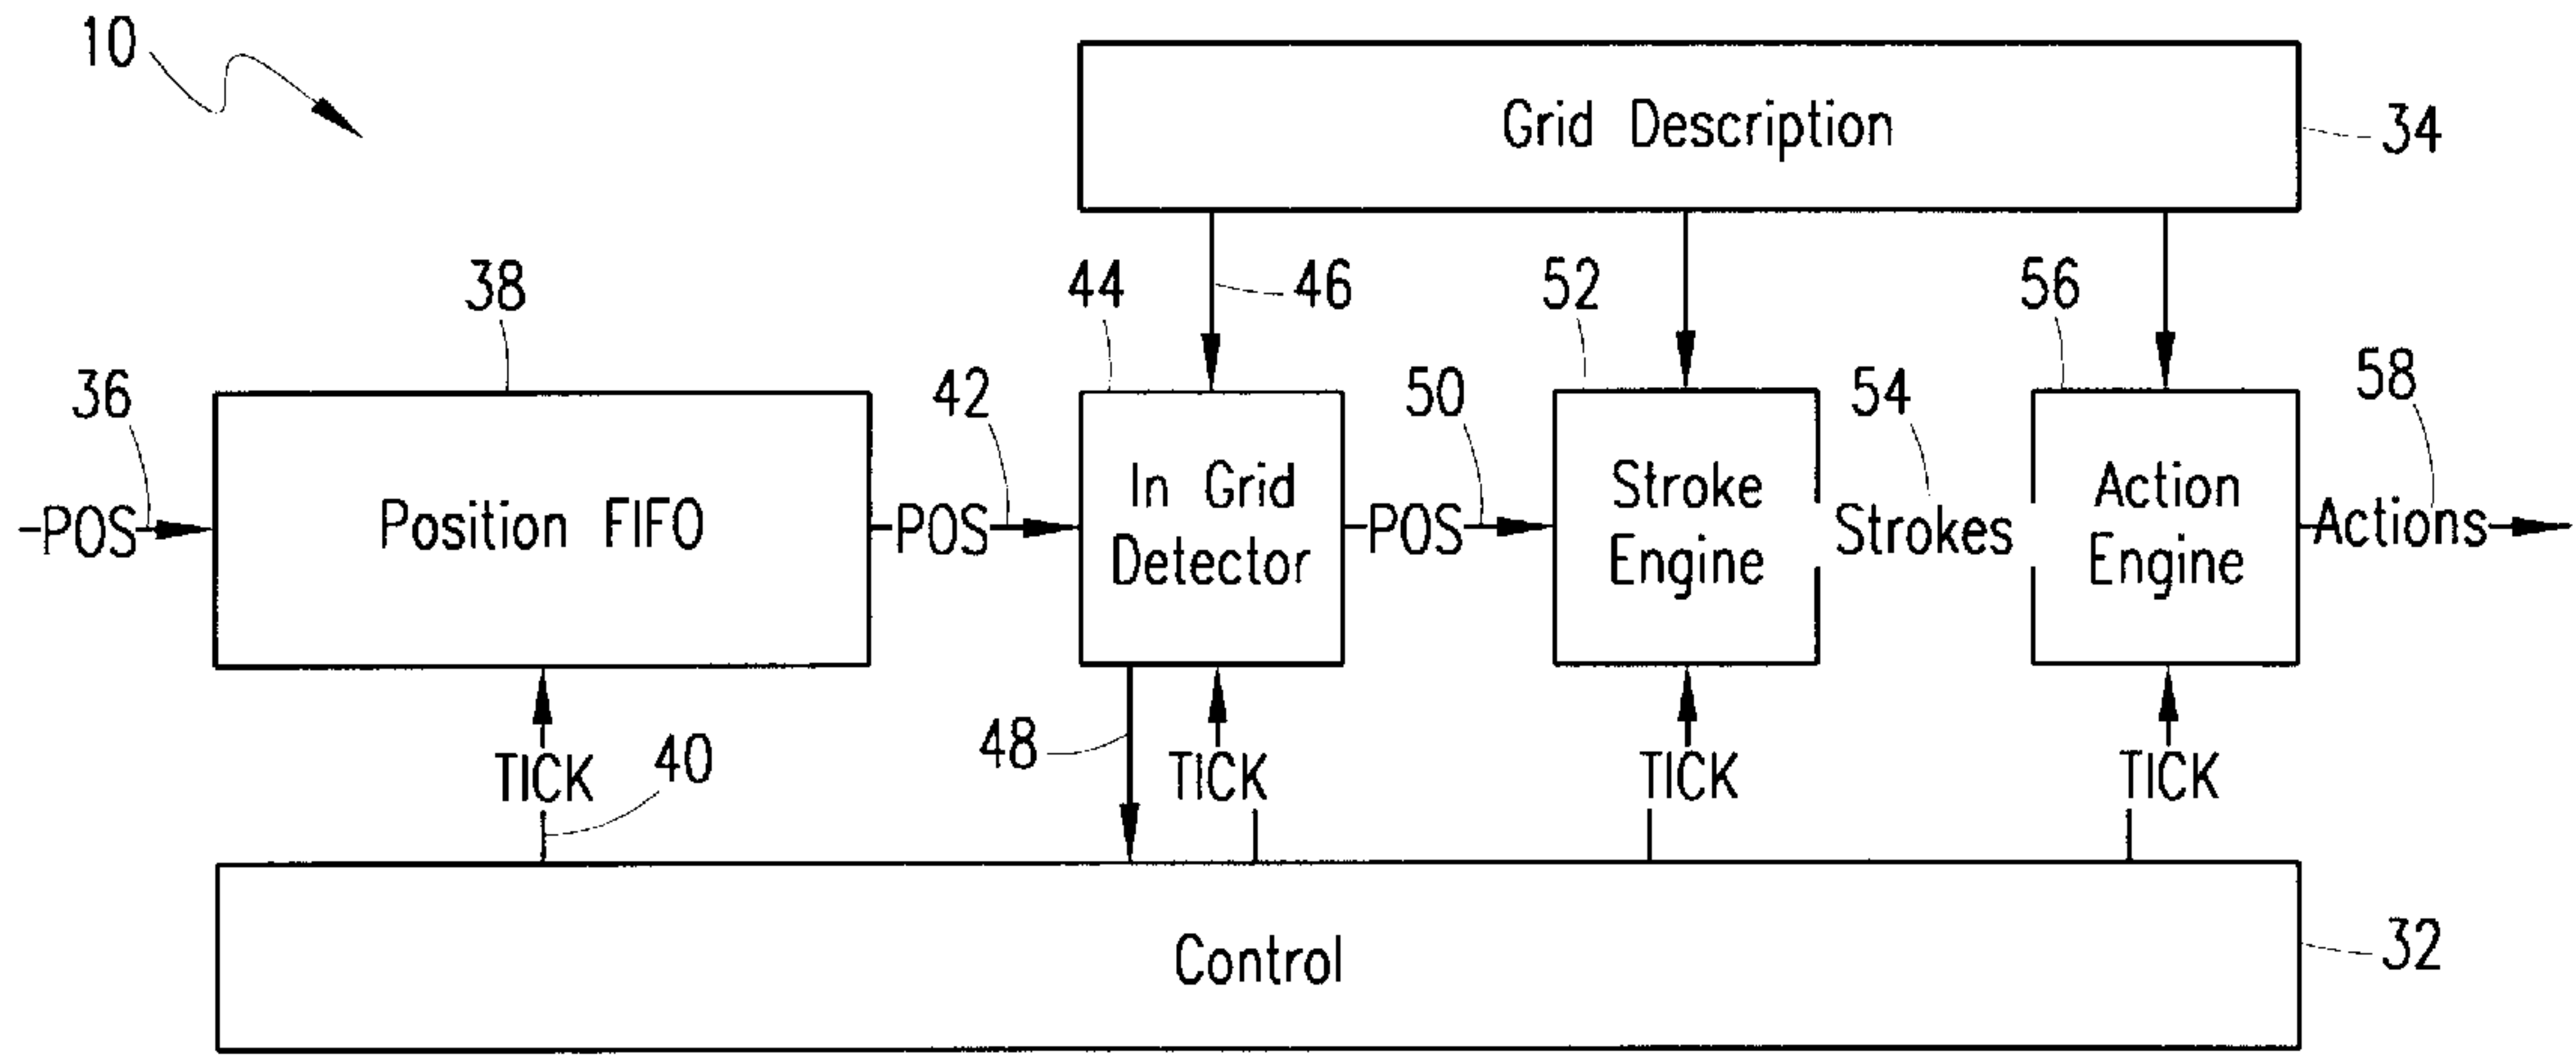 10
Grid Description
34
38
44
46
52
56
36
42
50
54
58
POS
Position FIFO
POS
In Grid
Detector
POS
Stroke
Engine
Strokes
Action
Engine
Actions
48
TICK
40
TICK
TICK
TICK
Control
32